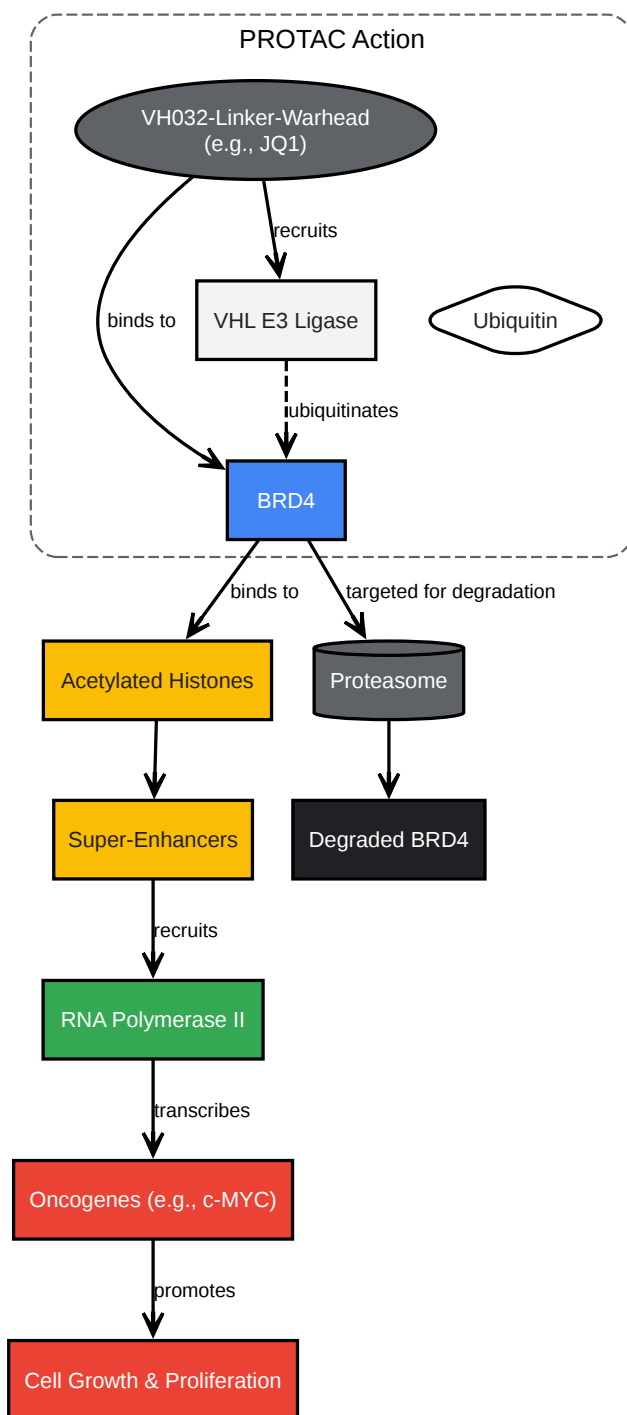 PROTAC Action
VH032-Linker-Warhead
(e.g., JQ1)
recruits
binds to
VHL E3 Ligase
Ubiquitin
ubiquitinates
BRD4
binds to
targeted for degradation
Acetylated Histones
Proteasome
Super-Enhancers
Degraded BRD4
recruits
RNA Polymerase II
transcribes
Oncogenes (e.g., c-MYC)
promotes
Cell Growth & Proliferation